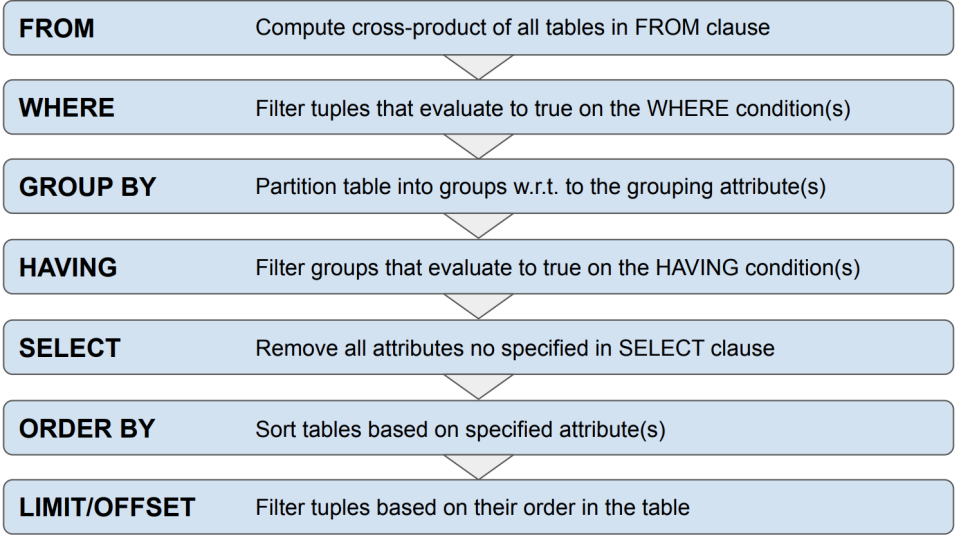 FROM Compute cross-product of all tables in FROM clause
WHERE Filter tuples that evaluate to true on the WHERE condition(s)
GROUP BY Partition table into groups w.r.t. to the grouping attribute(s)
HAVING Filter groups that evaluate to true on the HAVING condition(s)
SELECT Remove all attributes no specified in SELECT clause
ORDER BY Sort tables based on specified attribute(s)
LIMIT/OFFSET Filter tuples based on their order in the table